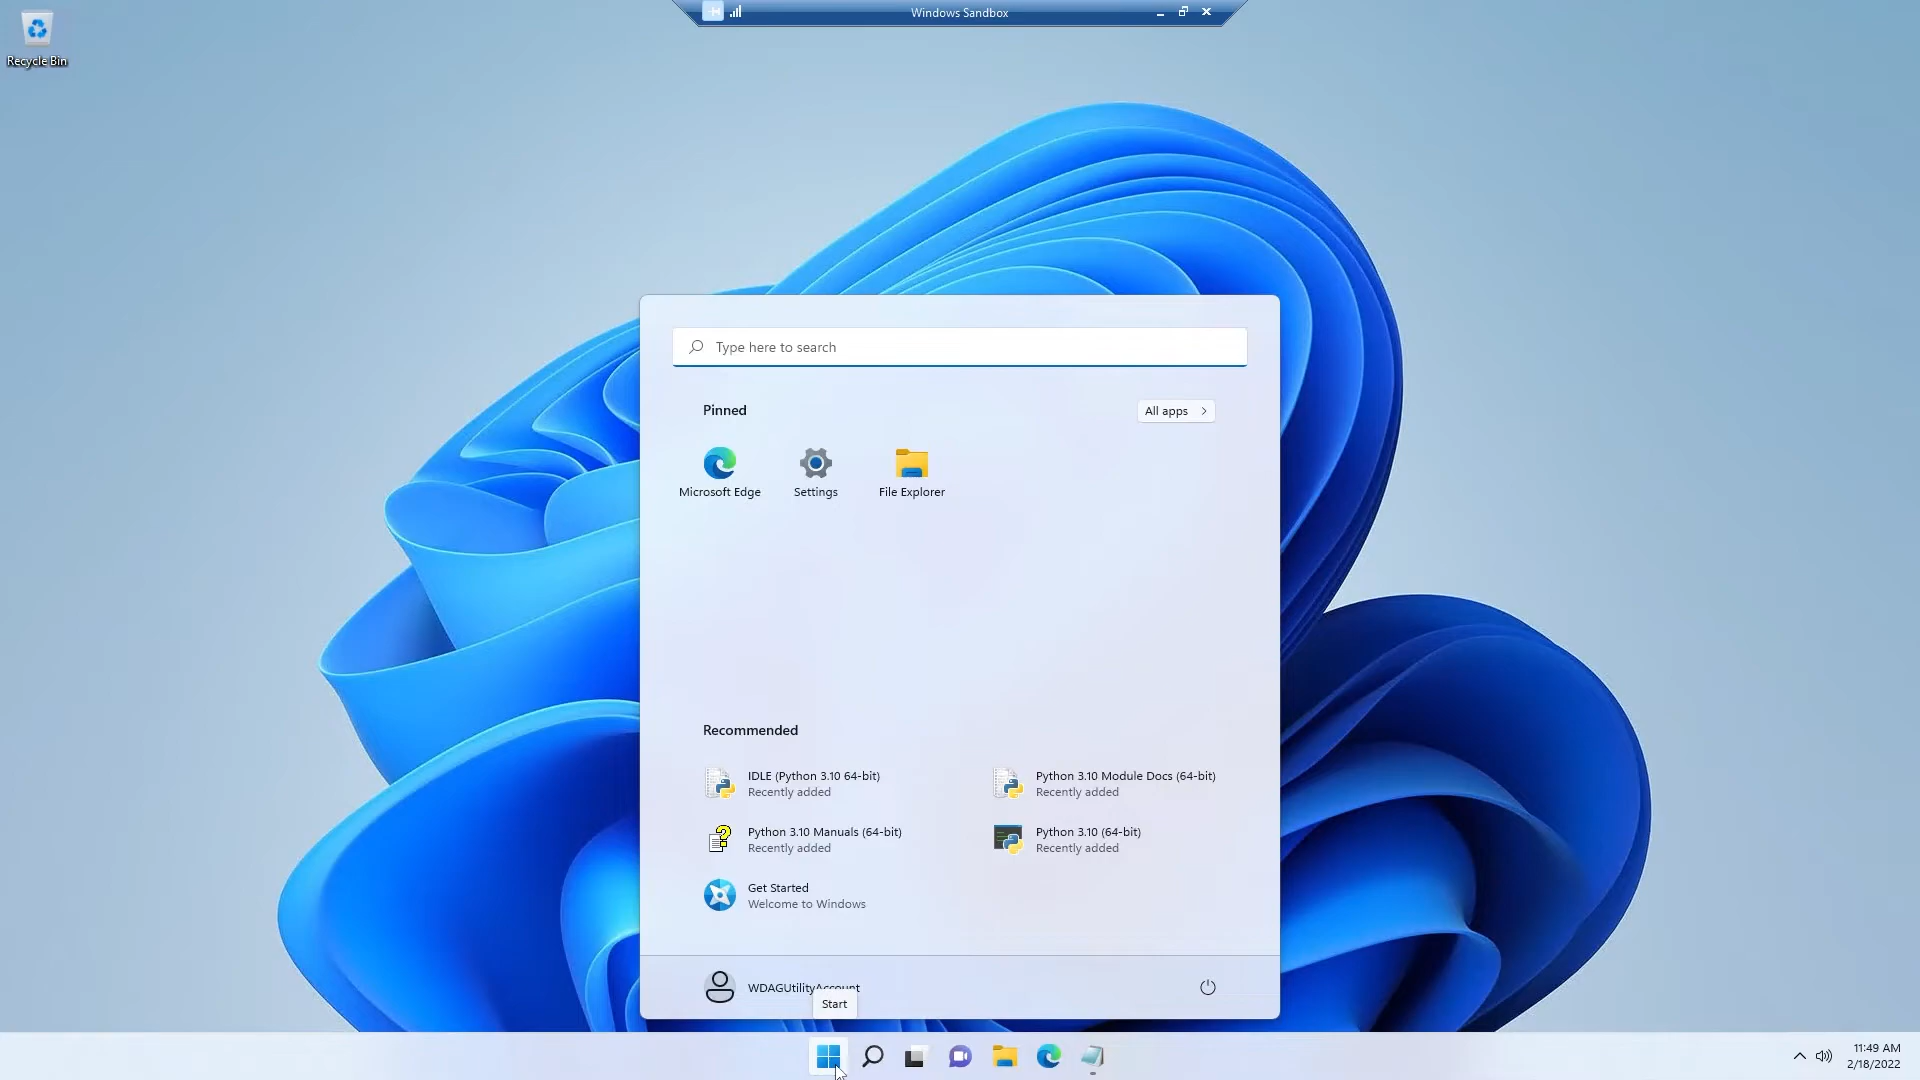 Windows Sandbox
Recycle Bin
Type here to search
Pinned
All apps
Microsoft Edge
Settings
File Explorer
Recommended
IDLE (Python 3.10 64-bit)
Recently added
Python 3.10 Module Docs (64-bit)
Recently added
Python 3.10 Manuals (64-bit)
Recently added
Python 3.10 (64-bit)
Recently added
Get Started
Welcome to Windows
WDAGUtilityAccount
Start
11:49 AM
2/18/2022